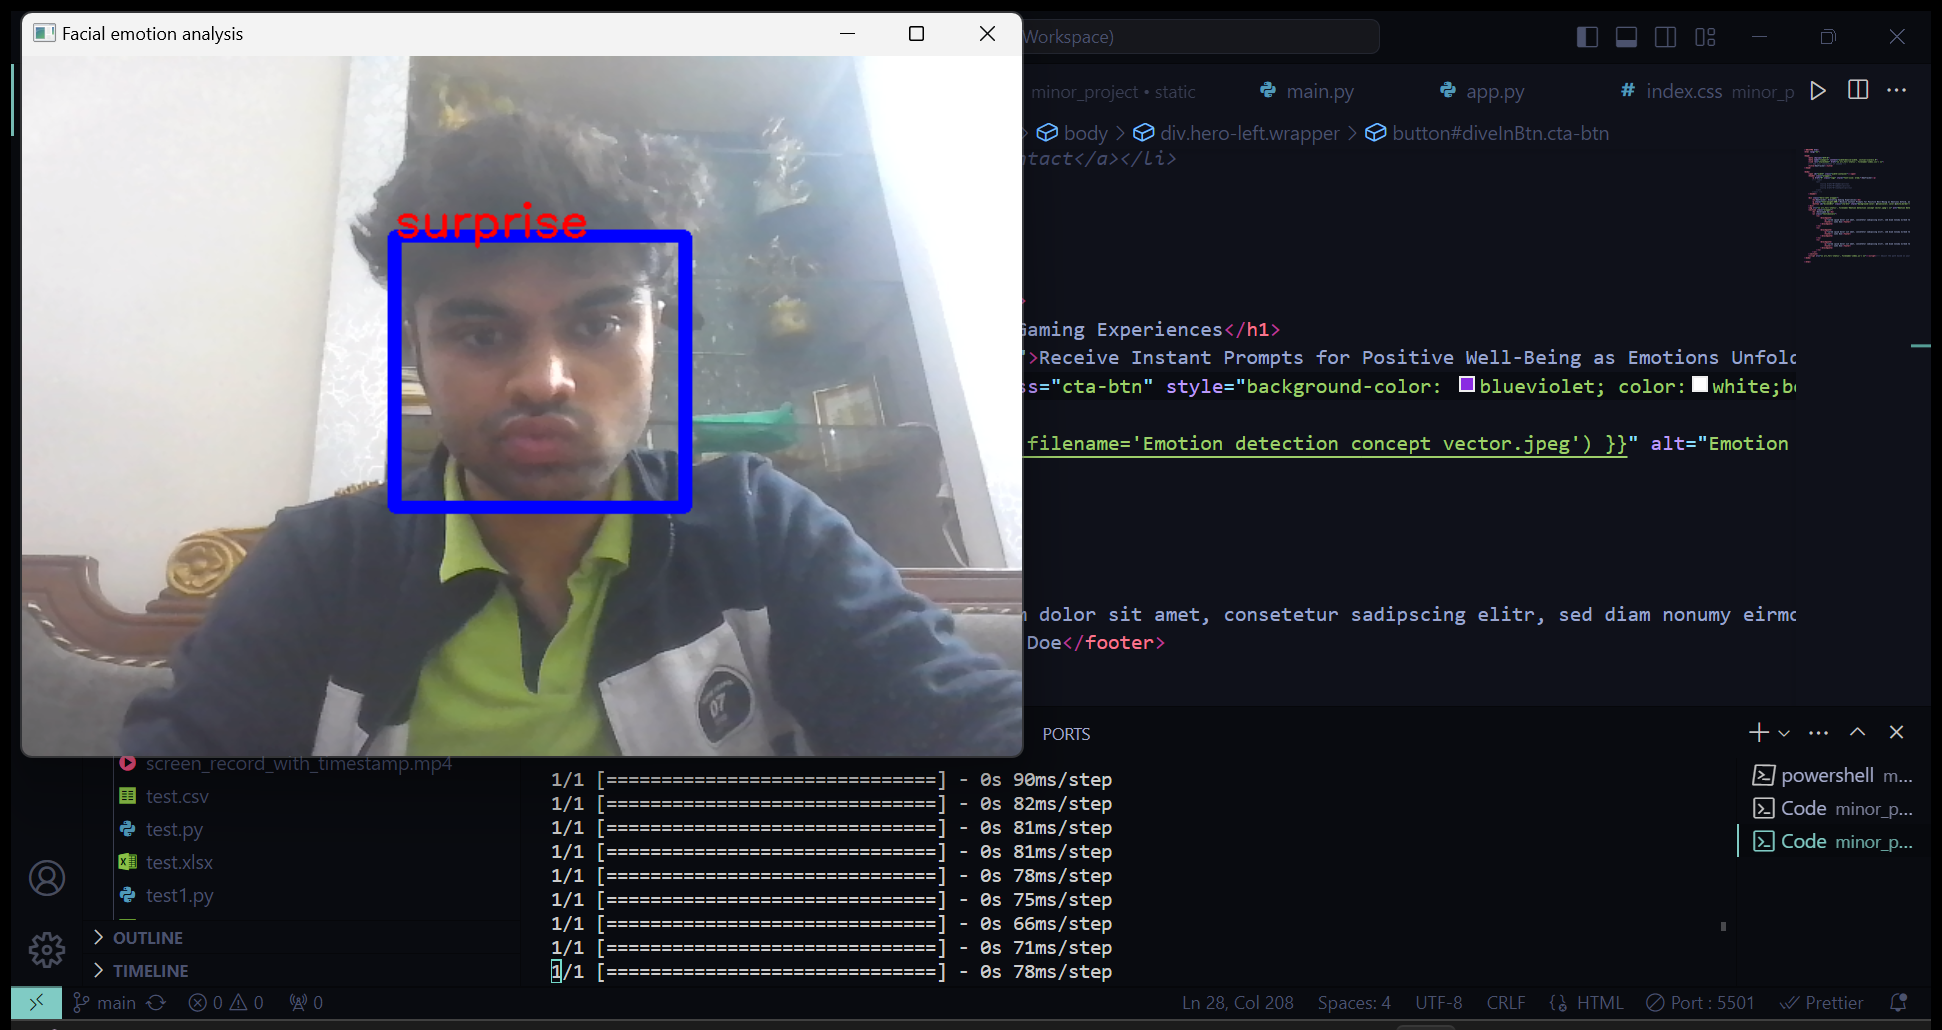 Facial emotion analysis
Workspace)
minor_project • static
main.py
app.py
index.css minor_p
body
div.hero-left.wrapper
button#diveInBtn.cta-btn
ntact</a></li>
surprise
Gaming Experiences</h1>
">Receive Instant Prompts for Positive Well-Being as Emotions Unfold
ss="cta-btn" style="background-color: blueviolet; color: white;bo
filename='Emotion detection concept vector.jpeg') }}" alt="Emotion
dolor sit amet, consetetur sadipscing elitr, sed diam nonumy eirmo
Doe</footer>
07
PORTS
screen_record_with_timestamp.mp4
test.csv
test.py
test.xlsx
test1.py
OUTLINE
TIMELINE
1/1 [==============================] - 0s 90ms/step
1/1 [==============================] - 0s 82ms/step
1/1 [==============================] - 0s 81ms/step
1/1 [==============================] - 0s 81ms/step
1/1 [==============================] - 0s 78ms/step
1/1 [==============================] - 0s 75ms/step
1/1 [==============================] - 0s 66ms/step
1/1 [==============================] - 0s 71ms/step
1/1 [==============================] - 0s 78ms/step
powershell m...
Code minor_p...
Code minor_p...
main 0 0 0 Ln 28, Col 208 Spaces: 4 UTF-8 CRLF HTML Port : 5501 Prettier